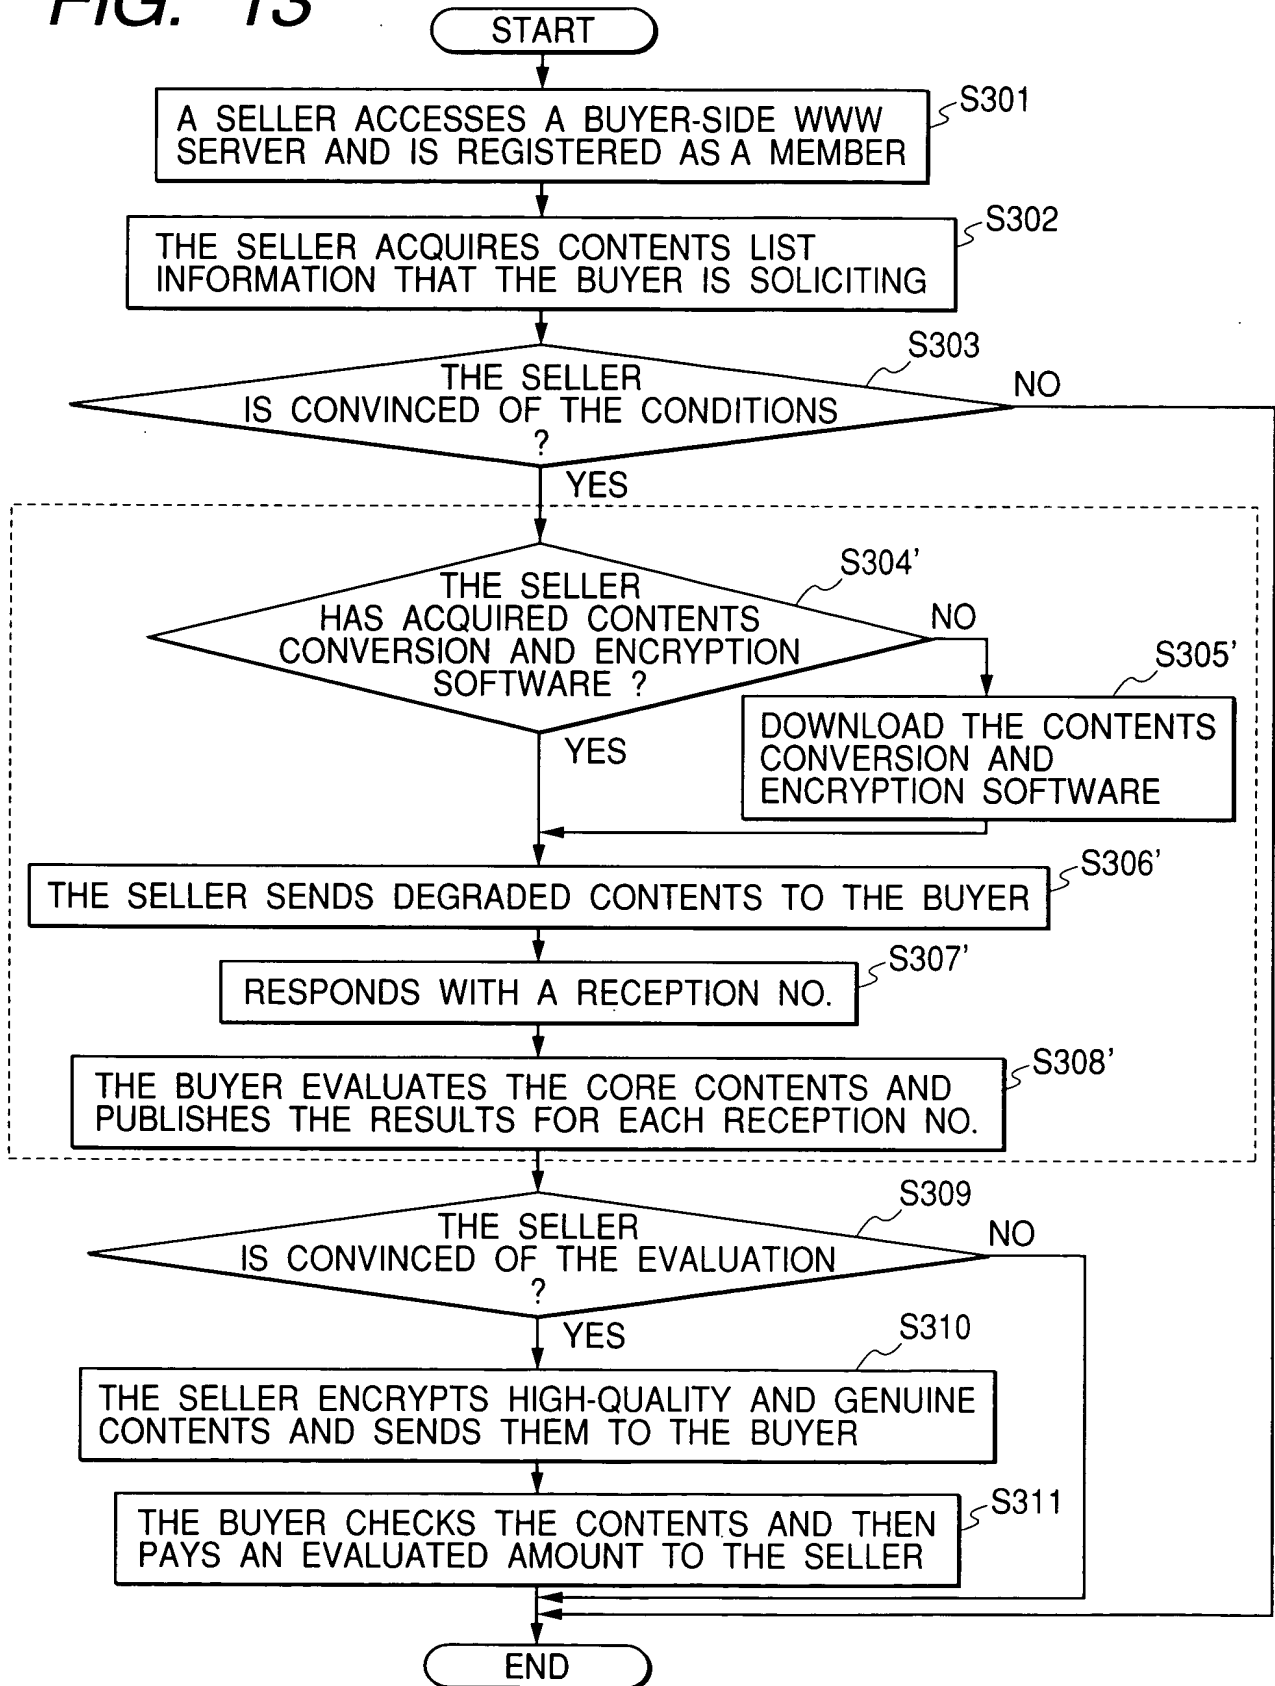 FIG. 13
START
A SELLER ACCESSES A BUYER-SIDE WWW
SERVER AND IS REGISTERED AS A MEMBER
S301
THE SELLER ACQUIRES CONTENTS LIST
INFORMATION THAT THE BUYER IS SOLICITING
S302
THE SELLER
IS CONVINCED OF THE CONDITIONS
?
S303
NO
YES
THE SELLER
HAS ACQUIRED CONTENTS
CONVERSION AND ENCRYPTION
SOFTWARE ?
S304'
NO
YES
S305'
DOWNLOAD THE CONTENTS
CONVERSION AND
ENCRYPTION SOFTWARE
THE SELLER SENDS DEGRADED CONTENTS TO THE BUYER
S306'
RESPONDS WITH A RECEPTION NO.
S307'
THE BUYER EVALUATES THE CORE CONTENTS AND
PUBLISHES THE RESULTS FOR EACH RECEPTION NO.
S308'
THE SELLER
IS CONVINCED OF THE EVALUATION
?
S309
NO
YES
S310
THE SELLER ENCRYPTS HIGH-QUALITY AND GENUINE
CONTENTS AND SENDS THEM TO THE BUYER
THE BUYER CHECKS THE CONTENTS AND THEN
PAYS AN EVALUATED AMOUNT TO THE SELLER
S311
END